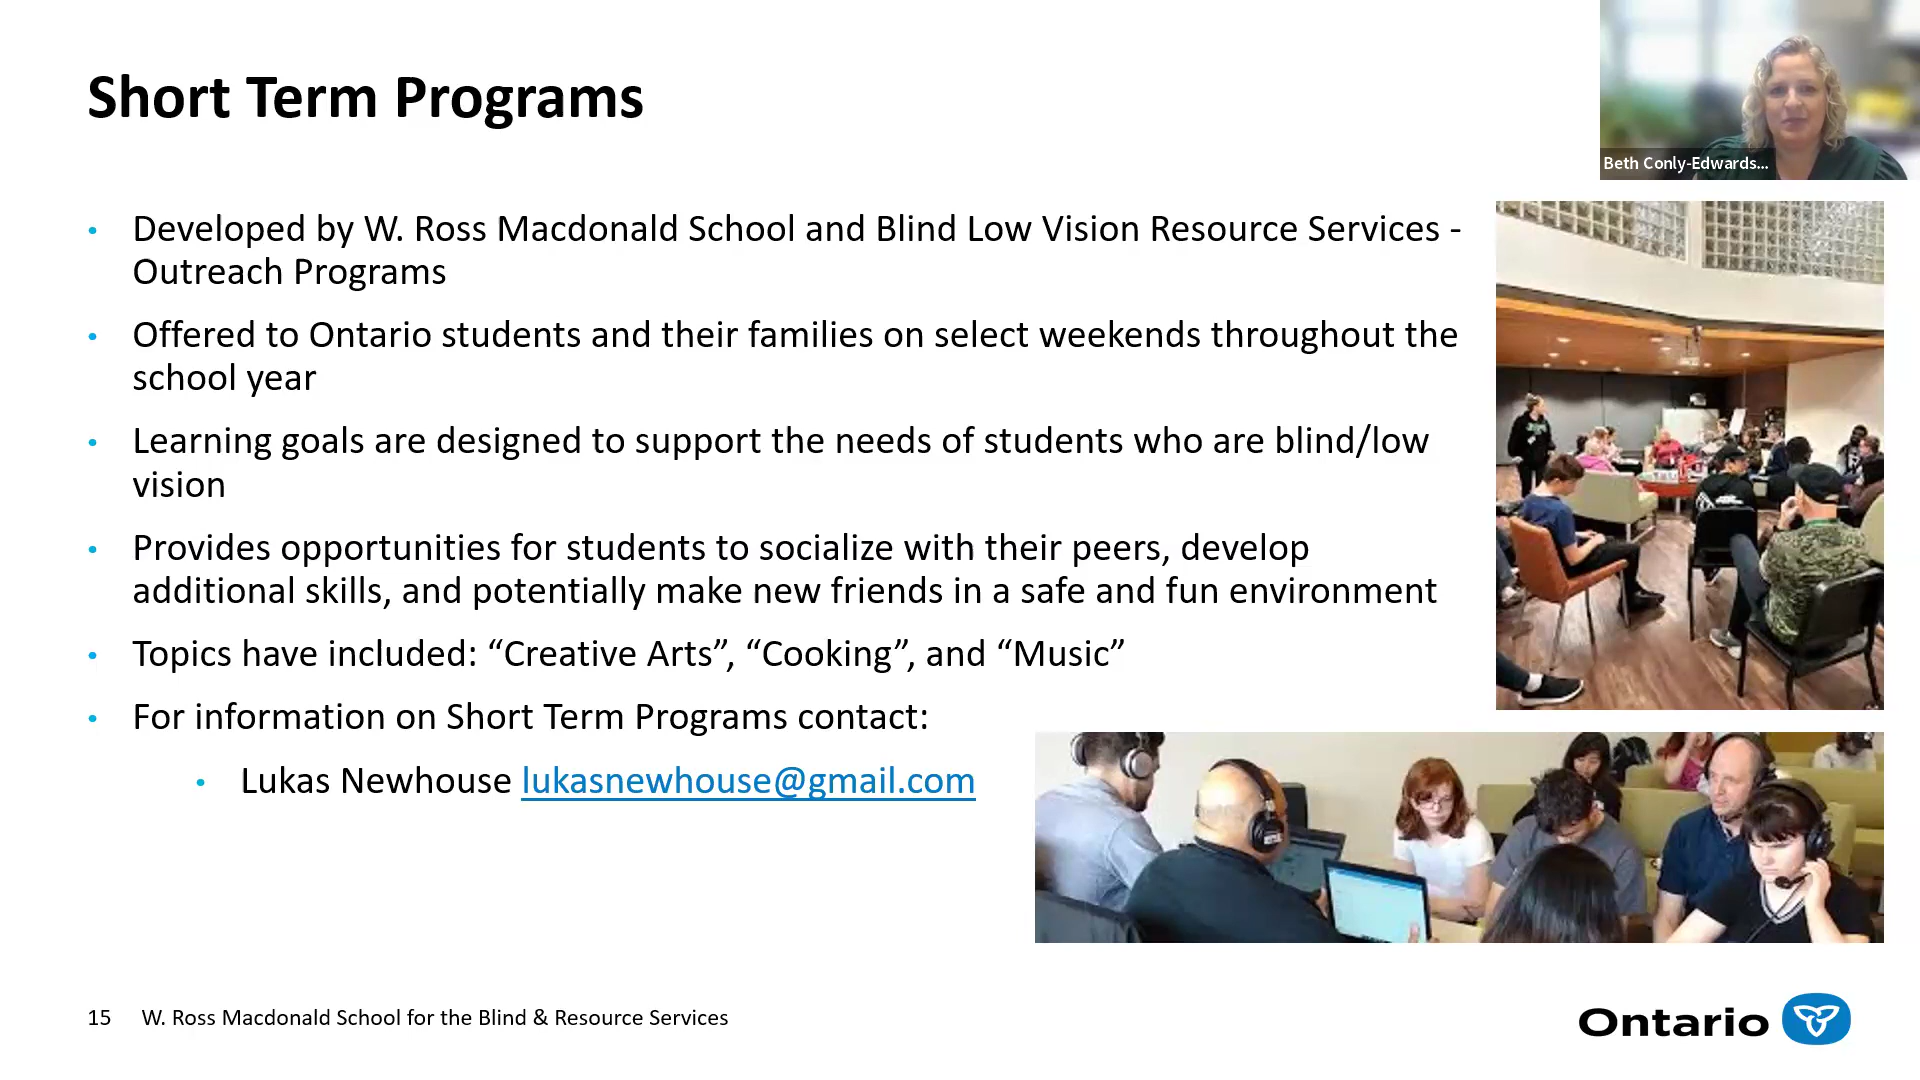 Short Term Programs
Beth Conly-Edwards...
• Developed by W. Ross Macdonald School and Blind Low Vision Resource Services -
Outreach Programs
• Offered to Ontario students and their families on select weekends throughout the
school year
• Learning goals are designed to support the needs of students who are blind/low
vision
• Provides opportunities for students to socialize with their peers, develop
additional skills, and potentially make new friends in a safe and fun environment
• Topics have included: “Creative Arts”, “Cooking”, and “Music”
• For information on Short Term Programs contact:
• Lukas Newhouse lukasnewhouse@gmail.com
15 W. Ross Macdonald School for the Blind & Resource Services
Ontario